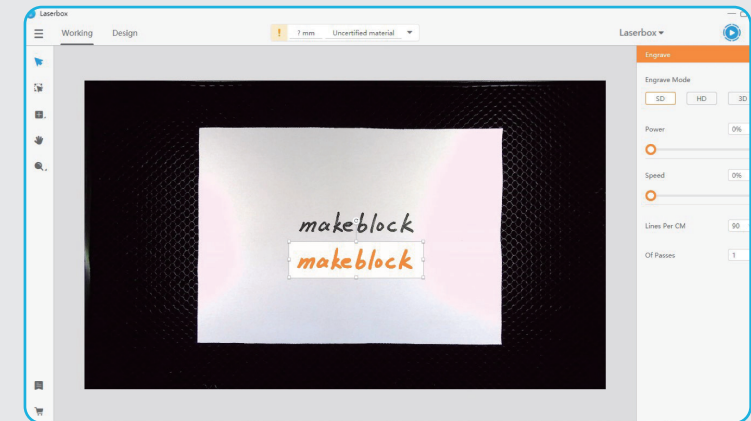 Laserbox
Working Design ! ? mm Uncertified material Laserbox
Engrave
Engrave Mode
SD HD 3D
Power 0%
Speed 0%
Lines Per CM 90
Of Passes 1
makeblock
makeblock